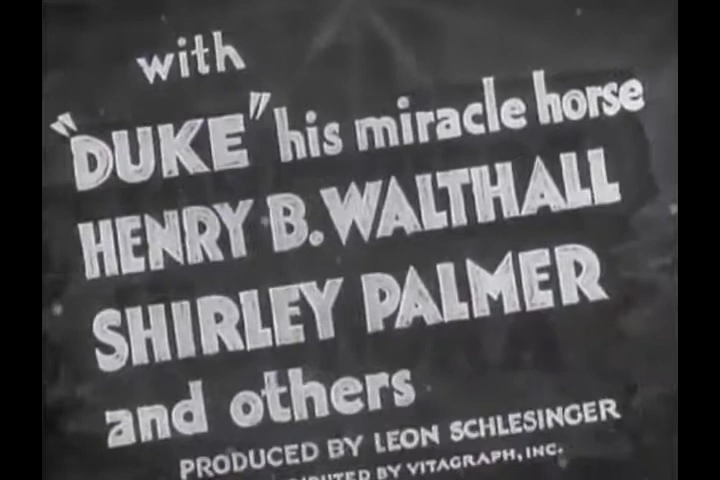 with
"DUKE" his miracle horse
HENRY B. WALTHALL
SHIRLEY PALMER
and others
PRODUCED BY LEON SCHLESINGER
BY VITAGRAPH, INC.